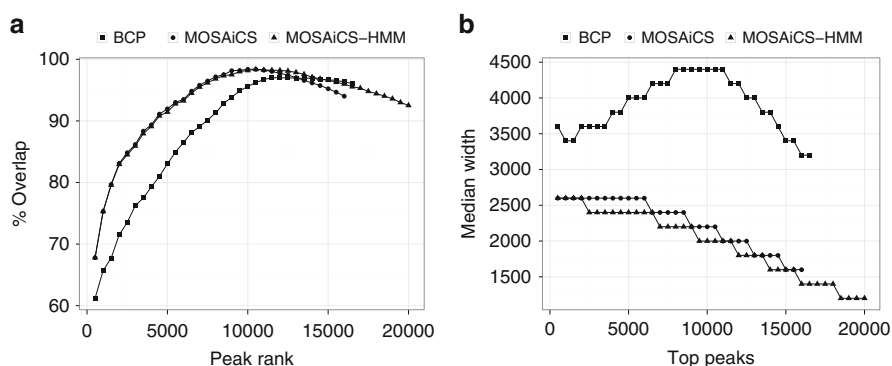 a
BCP MOSAiCS MOSAiCS–HMM
100
90
80
70
60
% Overlap
0 5000 10000 15000 20000
Peak rank
b
BCP MOSAiCS MOSAiCS–HMM
4500
4000
3500
3000
2500
2000
1500
Median width
0 5000 10000 15000 20000
Top peaks